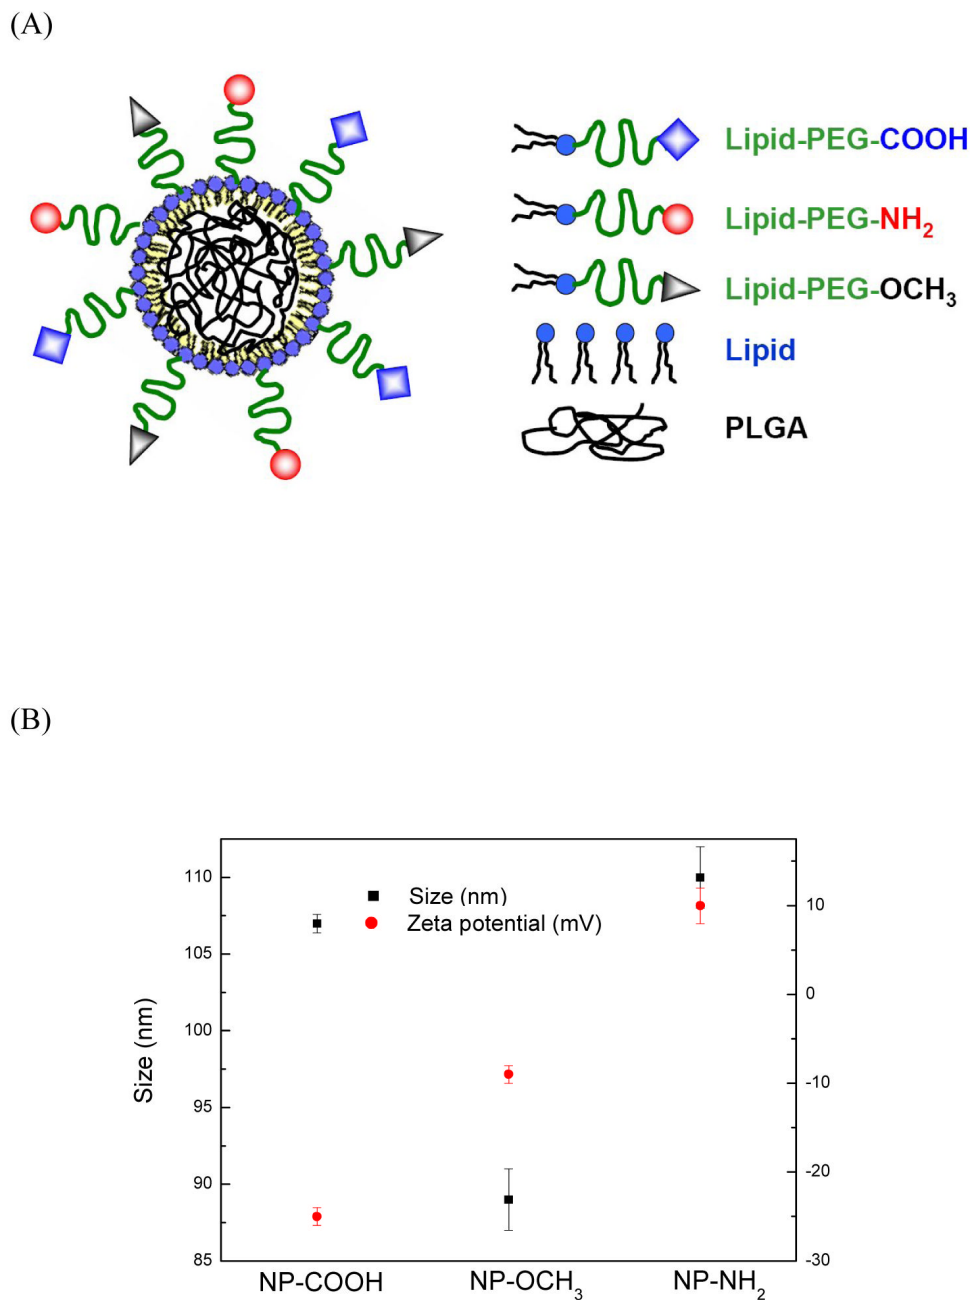 (A)
Lipid-PEG-COOH
Lipid-PEG-NH₂
Lipid-PEG-OCH₃
Lipid
PLGA
(B)
Size (nm)
Zeta potential (mV)
Size (nm)
110
105
100
95
90
85
10
0
-10
-20
-30
NP-COOH NP-OCH₃ NP-NH₂